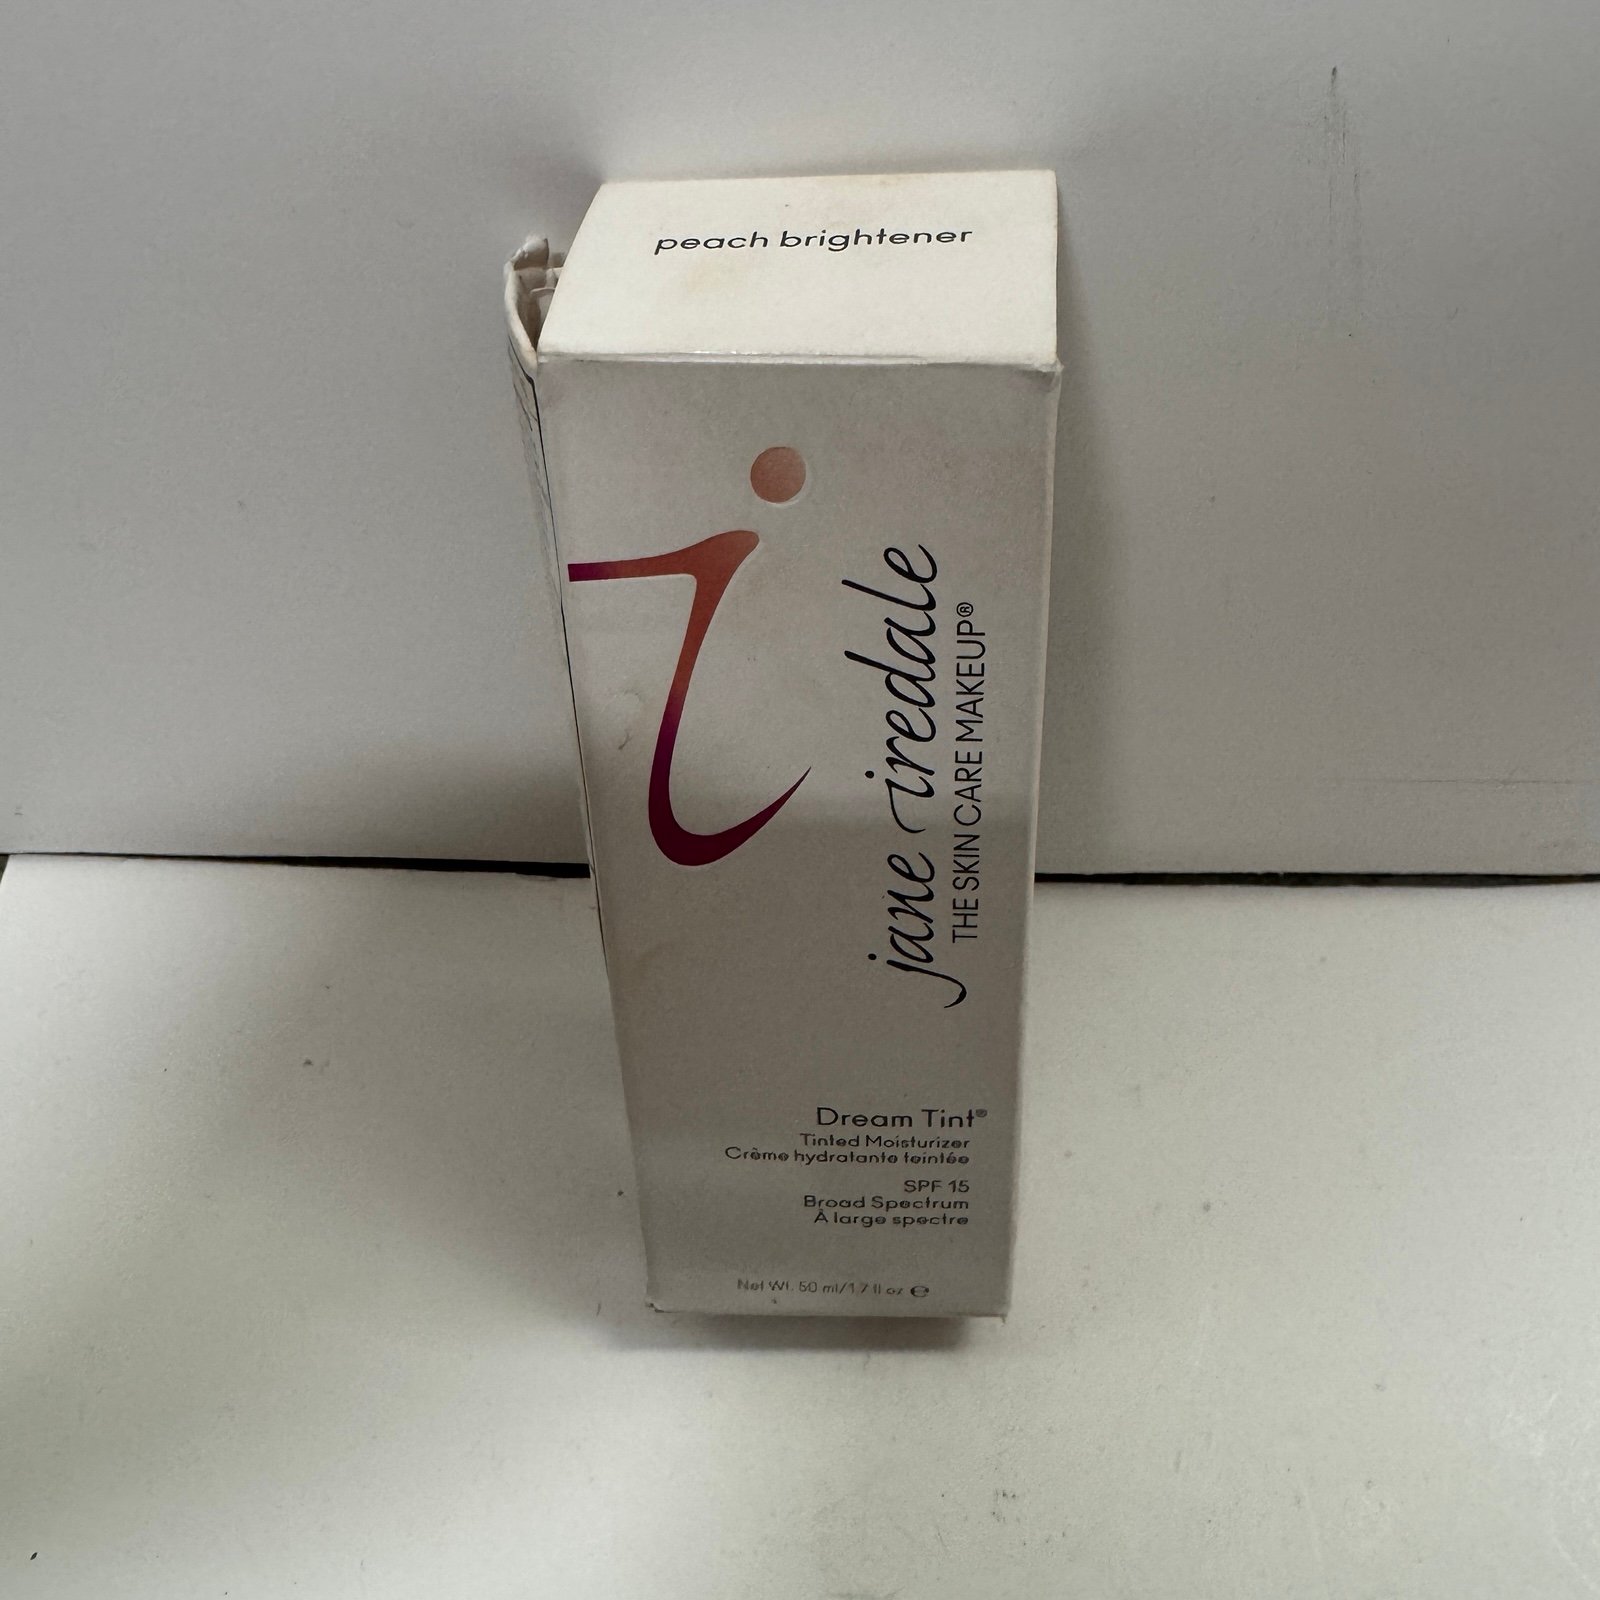 peach brightener
i
jane iredale
THE SKIN CARE MAKEUP®
Dream Tint®
Tinted Moisturizer
Crème hydratante teintée
SPF 15
Broad Spectrum
À large spectre
Net Wt. 50 ml/1.7 fl oz ℮